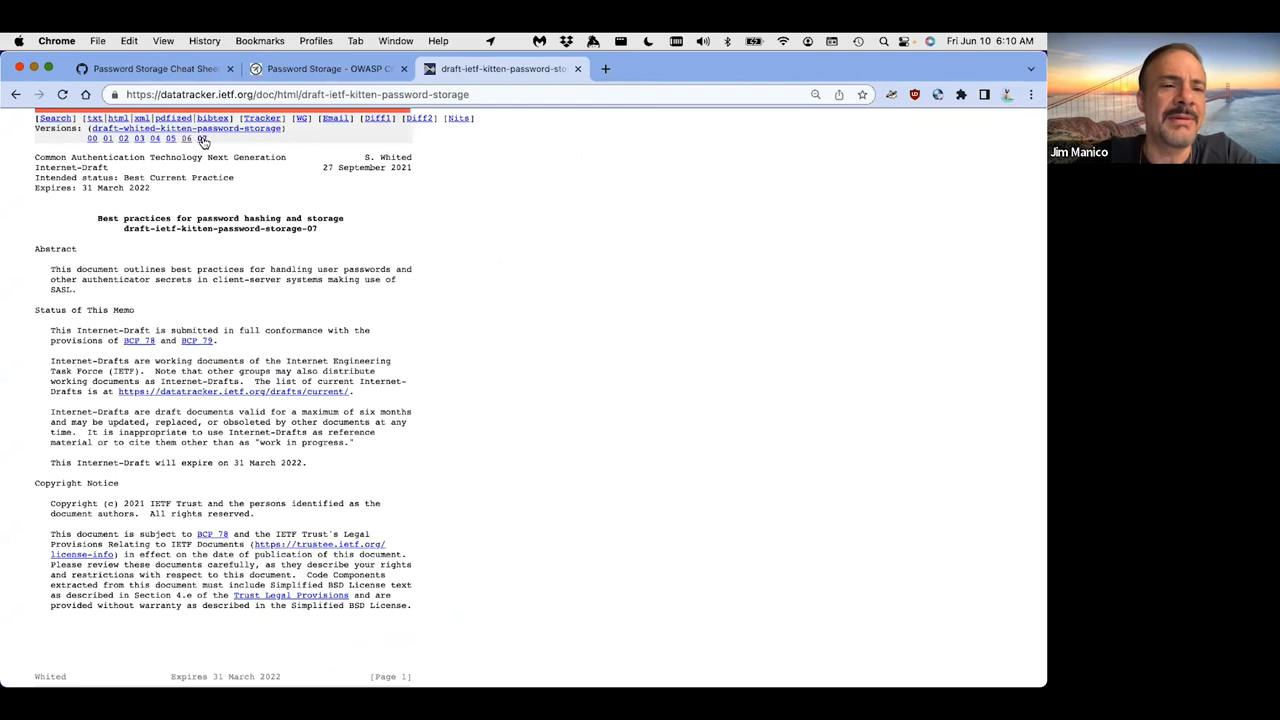 Chrome File Edit View History Bookmarks Profiles Tab Window Help Fri Jun 10 6:10 AM
Password Storage Cheat Shee Password Storage - OWASP C draft-ietf-kitten-password-sto
https://datatracker.ietf.org/doc/html/draft-ietf-kitten-password-storage
[Search] [txt|html|xml|pdfized|bibtex] [Tracker] [WG] [Email] [Diff1] [Diff2] [Nits]
Versions: (draft-whited-kitten-password-storage)
00 01 02 03 04 05 06 07
Common Authentication Technology Next Generation S. Whited
Internet-Draft 27 September 2021
Intended status: Best Current Practice
Expires: 31 March 2022
Best practices for password hashing and storage
draft-ietf-kitten-password-storage-07
Abstract
This document outlines best practices for handling user passwords and
other authenticator secrets in client-server systems making use of
SASL.
Status of This Memo
This Internet-Draft is submitted in full conformance with the
provisions of BCP 78 and BCP 79.
Internet-Drafts are working documents of the Internet Engineering
Task Force (IETF). Note that other groups may also distribute
working documents as Internet-Drafts. The list of current Internet-
Drafts is at https://datatracker.ietf.org/drafts/current/.
Internet-Drafts are draft documents valid for a maximum of six months
and may be updated, replaced, or obsoleted by other documents at any
time. It is inappropriate to use Internet-Drafts as reference
material or to cite them other than as "work in progress."
This Internet-Draft will expire on 31 March 2022.
Copyright Notice
Copyright (c) 2021 IETF Trust and the persons identified as the
document authors. All rights reserved.
This document is subject to BCP 78 and the IETF Trust's Legal
Provisions Relating to IETF Documents (https://trustee.ietf.org/
license-info) in effect on the date of publication of this document.
Please review these documents carefully, as they describe your rights
and restrictions with respect to this document. Code Components
extracted from this document must include Simplified BSD License text
as described in Section 4.e of the Trust Legal Provisions and are
provided without warranty as described in the Simplified BSD License.
Whited Expires 31 March 2022 [Page 1]
Jim Manico